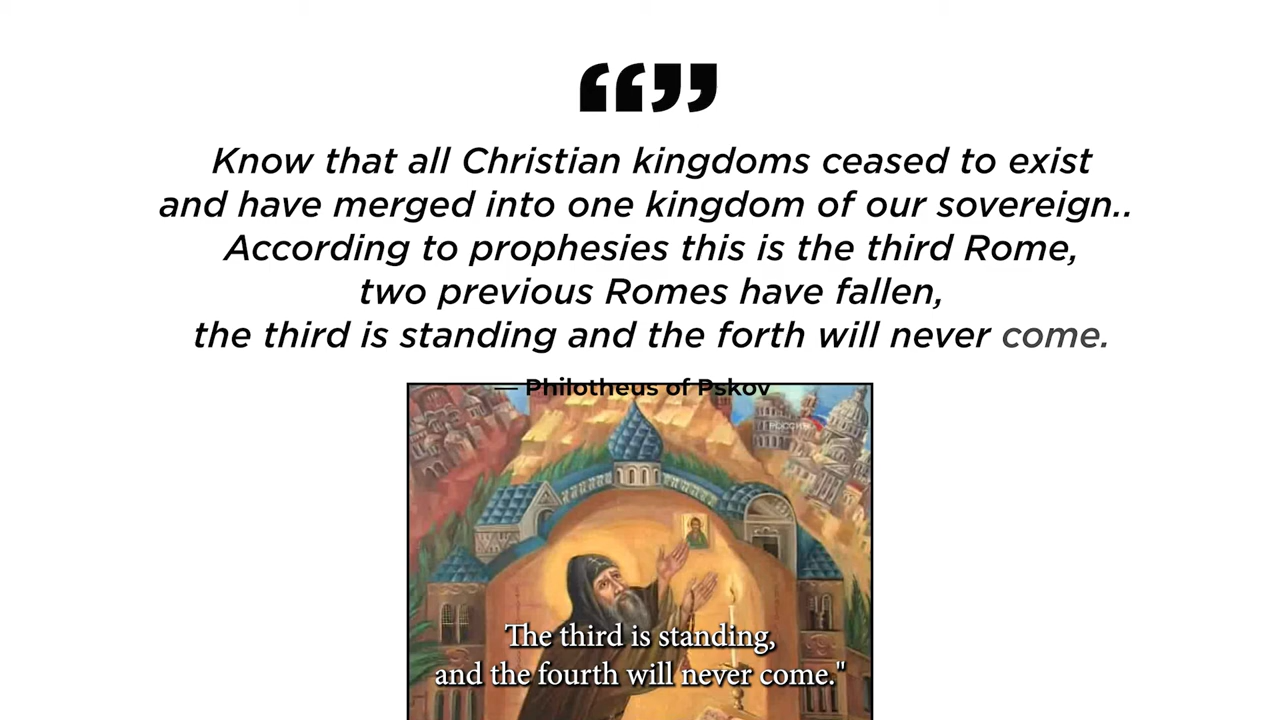 “”
Know that all Christian kingdoms ceased to exist
and have merged into one kingdom of our sovereign..
According to prophesies this is the third Rome,
two previous Romes have fallen,
the third is standing and the forth will never come.
— Philotheus of Pskov
РОССИЯ
The third is standing,
and the fourth will never come."